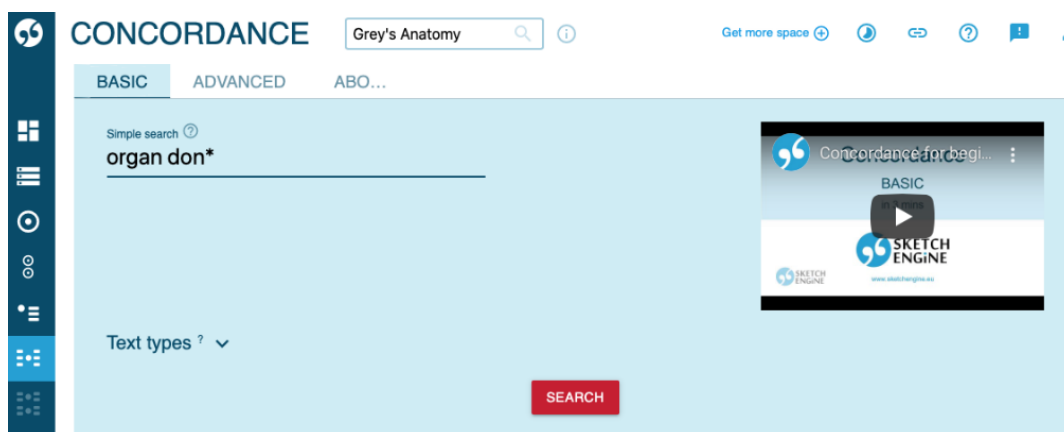 CONCORDANCE Grey's Anatomy Get more space
BASIC ADVANCED ABO...
Simple search ?
organ don*
Concordance for begi...
Concordance
BASIC
in 3 mins
SKETCH
ENGINE
SKETCH
ENGINE
www.sketchengine.eu
Text types ?
SEARCH